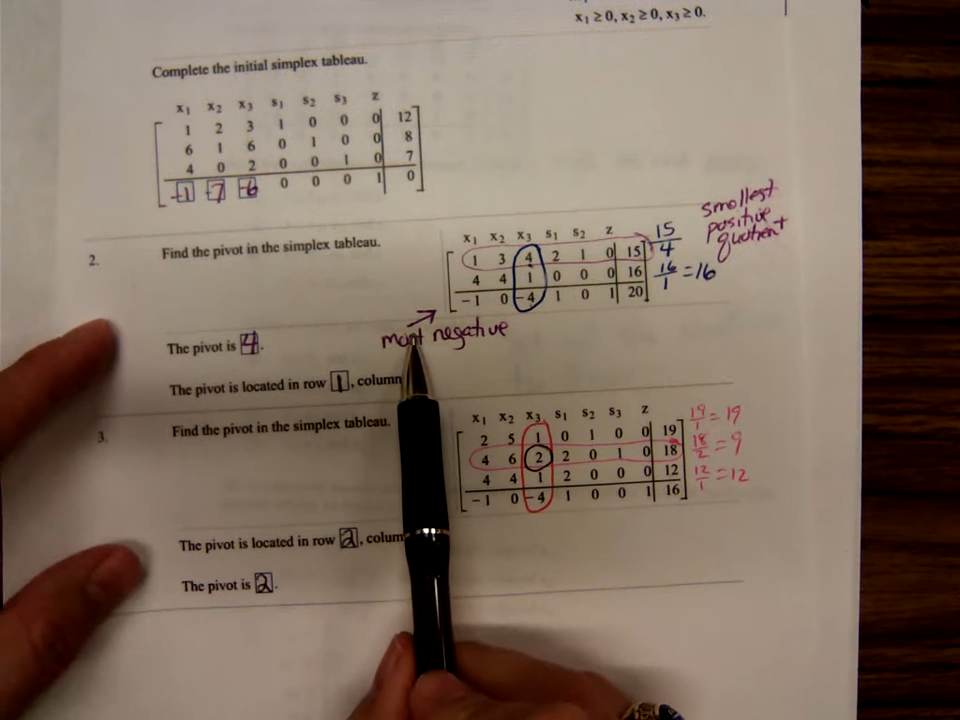 x₁ ≥ 0, x₂ ≥ 0, x₃ ≥ 0.
Complete the initial simplex tableau.
x₁ x₂ x₃ s₁ s₂ s₃ z
1 2 3 1 0 0 0 12
6 1 6 0 1 0 0 8
4 0 2 0 0 1 0 7
-1 -7 -6 0 0 0 1 0
smallest
positive
quotient
2. Find the pivot in the simplex tableau.
x₁ x₂ x₃ s₁ s₂ z
1 3 4 2 1 0 15 15/4
4 4 1 0 0 0 16 16/1 = 16
-1 0 -4 1 0 1 20
most negative
The pivot is 4.
The pivot is located in row 1, column
3. Find the pivot in the simplex tableau.
x₁ x₂ x₃ s₁ s₂ s₃ z
2 5 1 0 1 0 0 19 19/1 = 19
4 6 2 2 0 1 0 18 18/2 = 9
4 4 1 2 0 0 0 12 12/1 = 12
-1 0 -4 1 0 0 1 16
The pivot is located in row 2, colum
The pivot is 2.